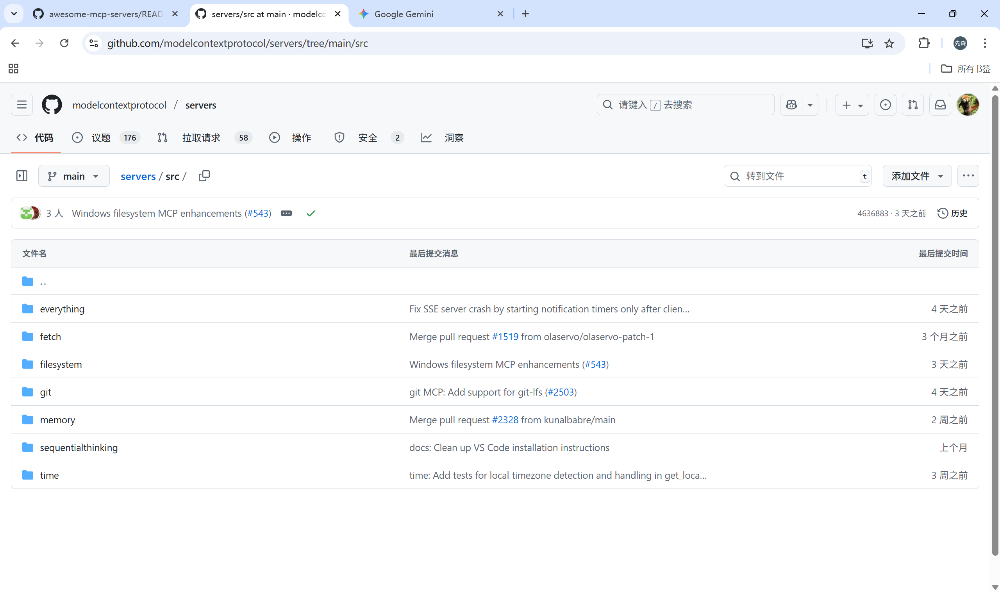 awesome-mcp-servers/READ
servers/src at main · modelco
Google Gemini
github.com/modelcontextprotocol/servers/tree/main/src
先森
所有书签
modelcontextprotocol / servers
请键入 / 去搜索
代码
议题 176
拉取请求 58
操作
安全 2
洞察
main
servers / src /
转到文件 t
添加文件
3 人 Windows filesystem MCP enhancements (#543)
4636883 · 3 天之前
历史
文件名 最后提交消息 最后提交时间
..
everything Fix SSE server crash by starting notification timers only after clien... 4 天之前
fetch Merge pull request #1519 from olaservo/olaservo-patch-1 3 个月之前
filesystem Windows filesystem MCP enhancements (#543) 3 天之前
git git MCP: Add support for git-lfs (#2503) 4 天之前
memory Merge pull request #2328 from kunalbabre/main 2 周之前
sequentialthinking docs: Clean up VS Code installation instructions 上个月
time time: Add tests for local timezone detection and handling in get_loca... 3 周之前